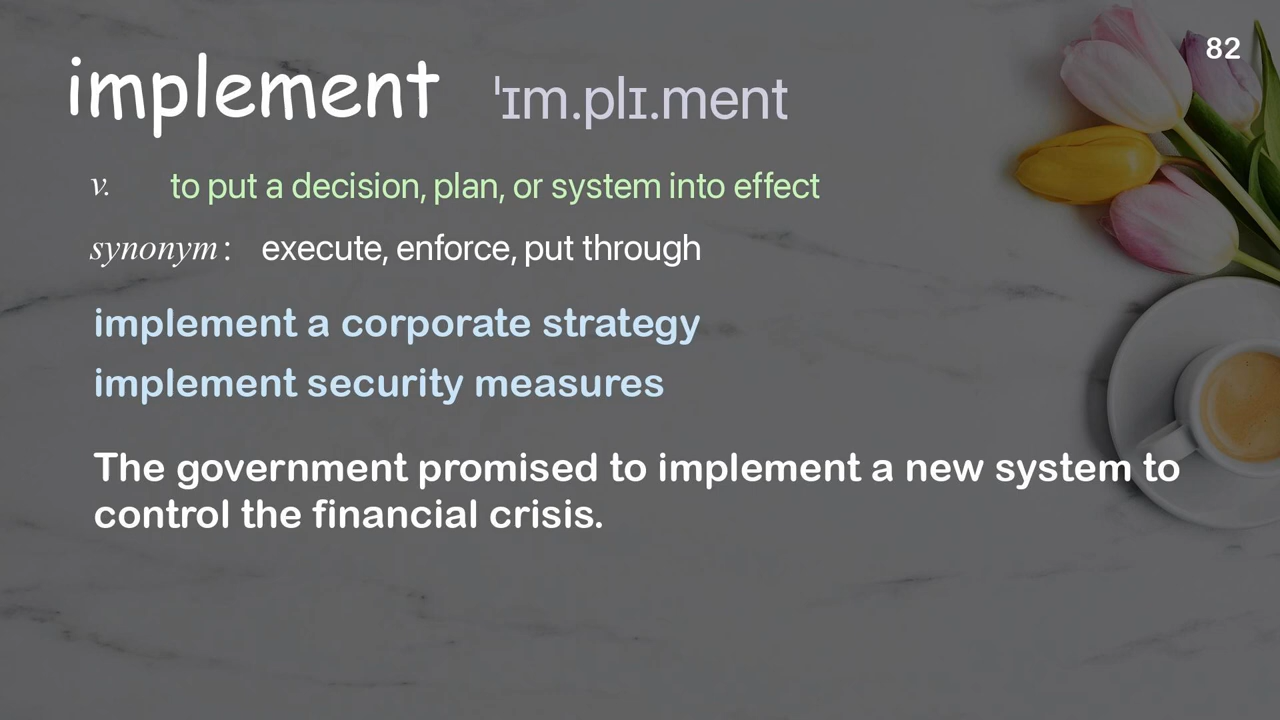 82
implement ˈɪm.plɪ.ment
v. to put a decision, plan, or system into effect
synonym: execute, enforce, put through
implement a corporate strategy
implement security measures
The government promised to implement a new system to
control the financial crisis.